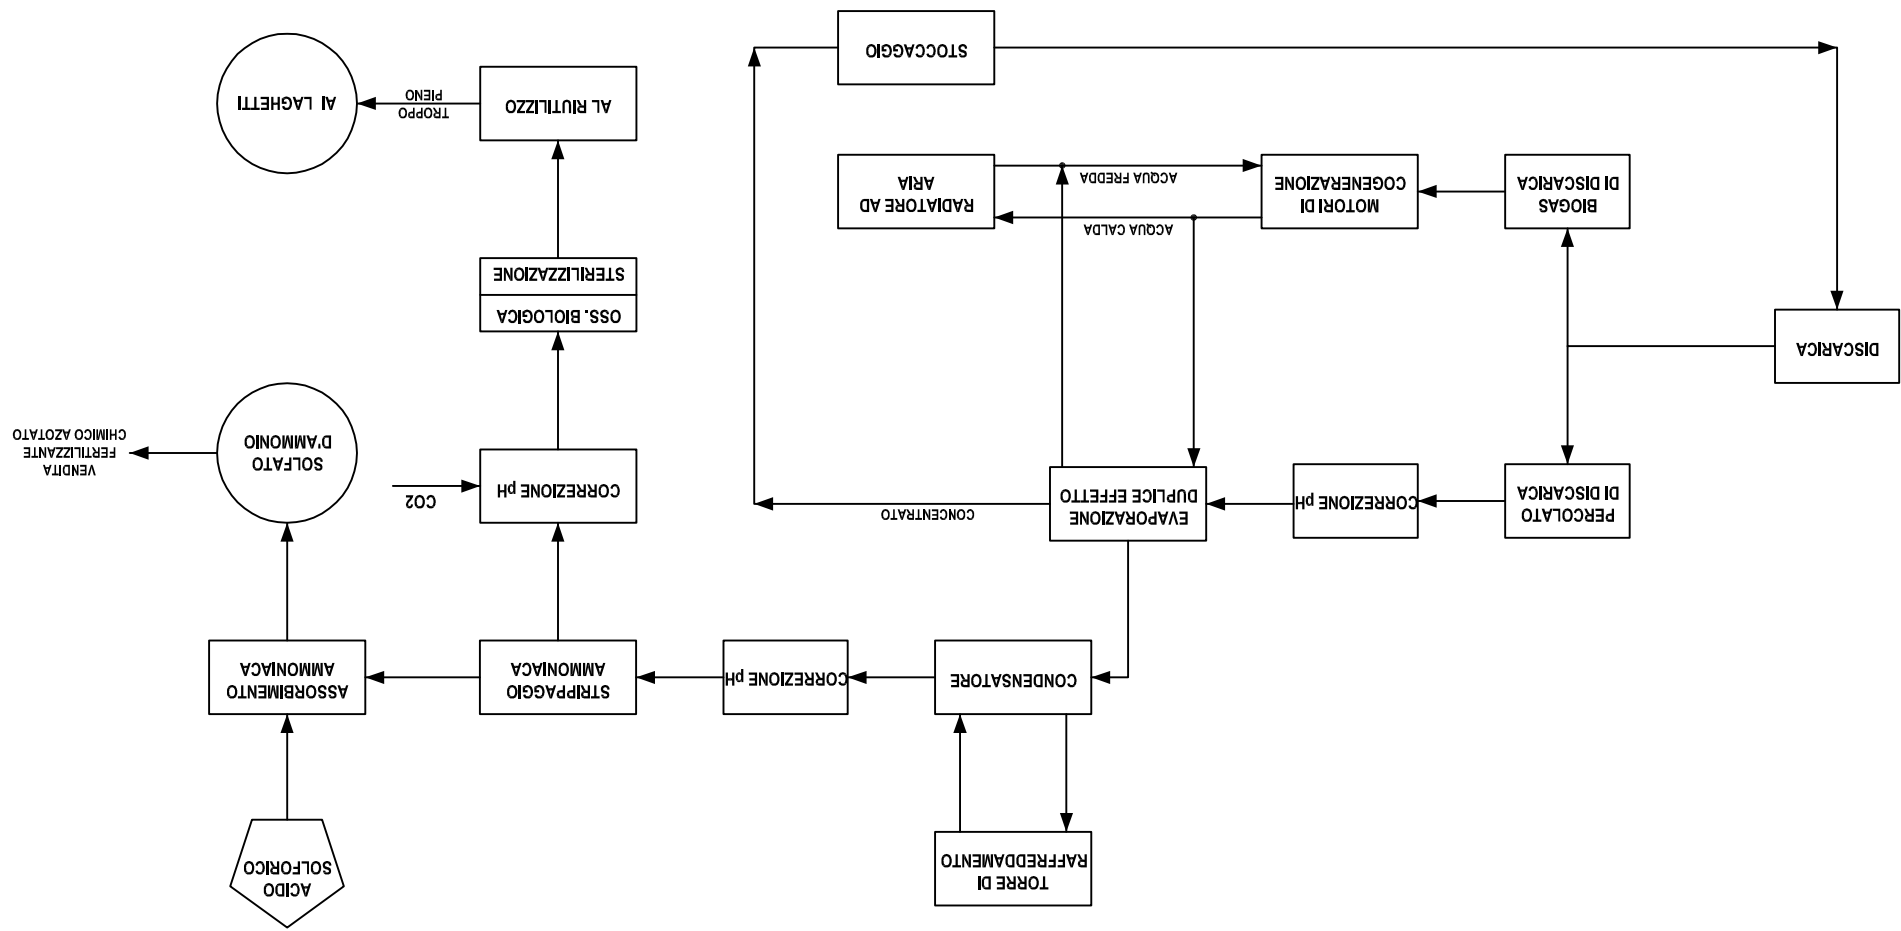 ACIDO
SOLFORICO
TORRE DI
RAFFREDDAMENTO
CONDENSATORE
CORREZIONE pH
STRIPPAGGIO
AMMONIACA
ASSORBIMENTO
AMMONIACA
DISCARICA
PERCOLATO
DI DISCARICA
CORREZIONE pH
EVAPORAZIONE
DUPLICE EFFETTO
CONCENTRATO
CO2
CORREZIONE pH
SOLFATO
D'AMMONIO
VENDITA
FERTILIZZANTE
CHIMICO AZOTATO
OSS. BIOLOGICA
STERILIZZAZIONE
BIOGAS
DI DISCARICA
MOTORI DI
COGENERAZIONE
ACQUA CALDA
ACQUA FREDDA
RADIATORE AD
ARIA
AL RIUTILIZZO
TROPPO
PIENO
AI LAGHETTI
STOCCAGGIO